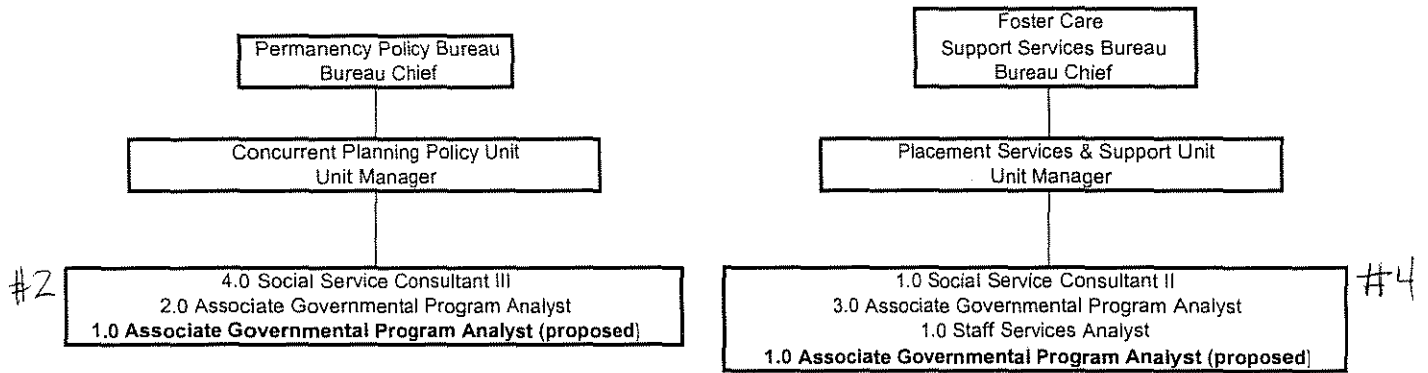 Permanency Policy Bureau
Bureau Chief
Concurrent Planning Policy Unit
Unit Manager
#2
4.0 Social Service Consultant III
2.0 Associate Governmental Program Analyst
1.0 Associate Governmental Program Analyst (proposed)
Foster Care
Support Services Bureau
Bureau Chief
Placement Services & Support Unit
Unit Manager
1.0 Social Service Consultant II
3.0 Associate Governmental Program Analyst
1.0 Staff Services Analyst
1.0 Associate Governmental Program Analyst (proposed)
#4